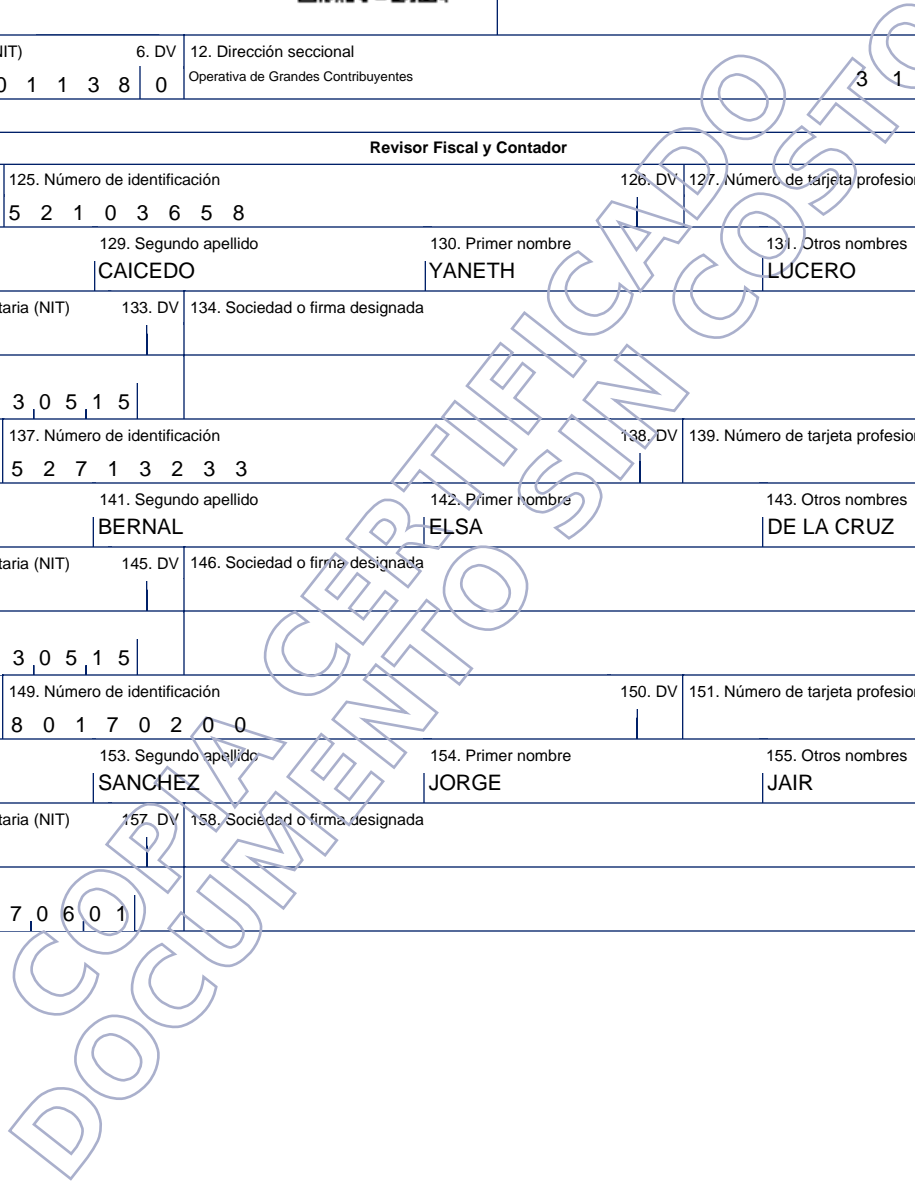 IT) 6. DV 12. Dirección seccional
0 1 1 3 8 0 Operativa de Grandes Contribuyentes 3 1
Revisor Fiscal y Contador
125. Número de identificación 126. DV 127. Número de tarjeta profesio
5 2 1 0 3 6 5 8
129. Segundo apellido 130. Primer nombre 131. Otros nombres
CAICEDO YANETH LUCERO
taria (NIT) 133. DV 134. Sociedad o firma designada
3 0 5 1 5
137. Número de identificación 138. DV 139. Número de tarjeta profesio
5 2 7 1 3 2 3 3
141. Segundo apellido 142. Primer nombre 143. Otros nombres
BERNAL ELSA DE LA CRUZ
taria (NIT) 145. DV 146. Sociedad o firma designada
3 0 5 1 5
149. Número de identificación 150. DV 151. Número de tarjeta profesio
8 0 1 7 0 2 0 0
153. Segundo apellido 154. Primer nombre 155. Otros nombres
SANCHEZ JORGE JAIR
taria (NIT) 157. DV 158. Sociedad o firma designada
7 0 6 0 1
COPIA CERTIFICADO
DOCUMENTO SIN COSTO